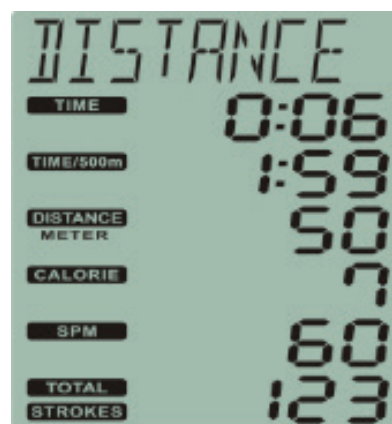 DISTANCE
TIME 0:06
TIME/500m 1:59
DISTANCE 50
METER
CALORIE 7
SPM 60
TOTAL 123
STROKES